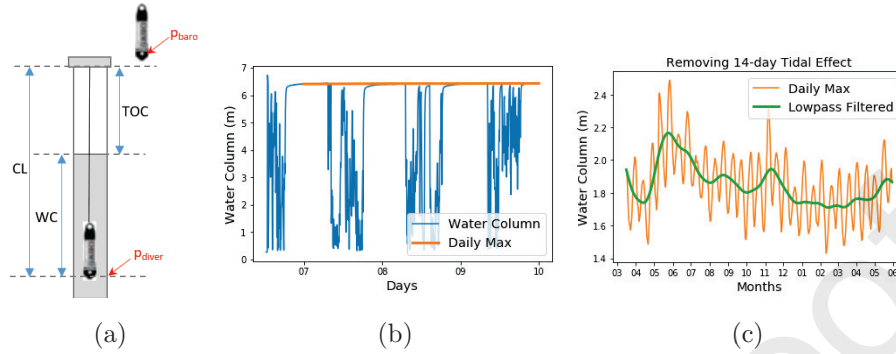 p_baro
TOC
CL
WC
p_diver
(a)
7
6
5
4
3
2
1
0
Water Column (m)
Water Column
Daily Max
07 08 09 10
Days
(b)
Removing 14-day Tidal Effect
Daily Max
Lowpass Filtered
2.4
2.2
2.0
1.8
1.6
1.4
Water Column (m)
03 04 05 06 07 08 09 10 11 12 01 02 03 04 05 06
Months
(c)